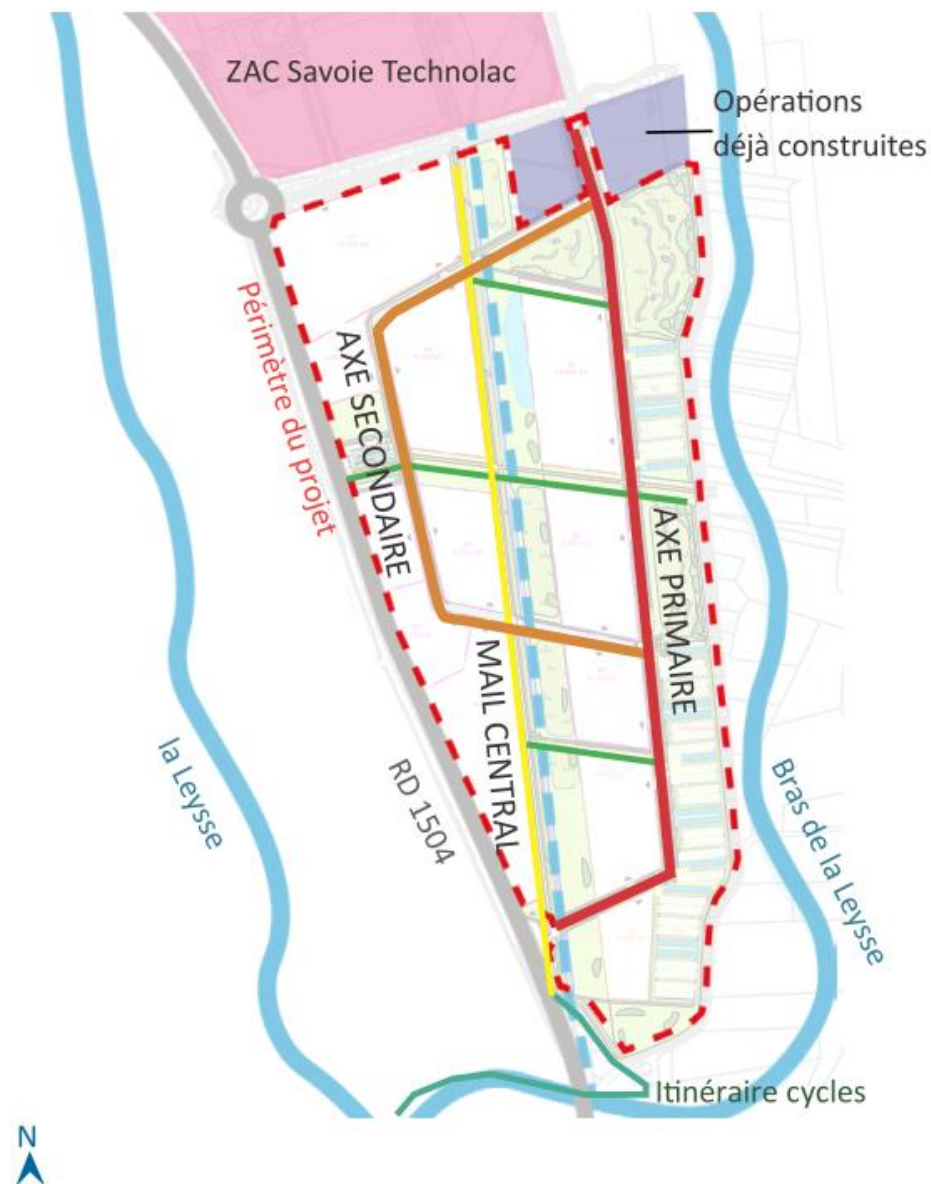 ZAC Savoie Technolac
Opérations
déjà construites
Périmètre du projet
AXE SECONDAIRE
MAIL CENTRAL
AXE PRIMAIRE
la Leysse
RD 1504
Bras de la Leysse
Itinéraire cycles
N